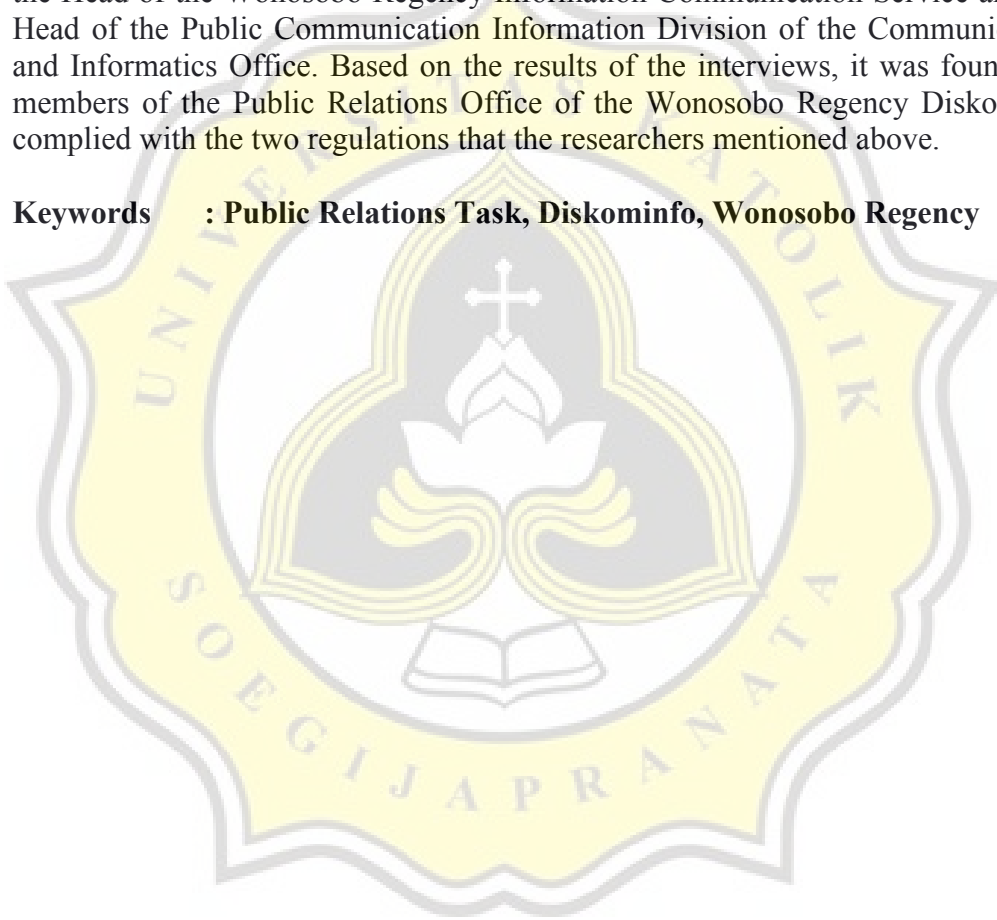 the Head of the Wonosobo Regency Information Communication Service a
Head of the Public Communication Information Division of the Communi
and Informatics Office. Based on the results of the interviews, it was foun
members of the Public Relations Office of the Wonosobo Regency Disko
complied with the two regulations that the researchers mentioned above.
Keywords : Public Relations Task, Diskominfo, Wonosobo Regency
UNIVERSITAS KATOLIK
SOEGIJAPRANATA